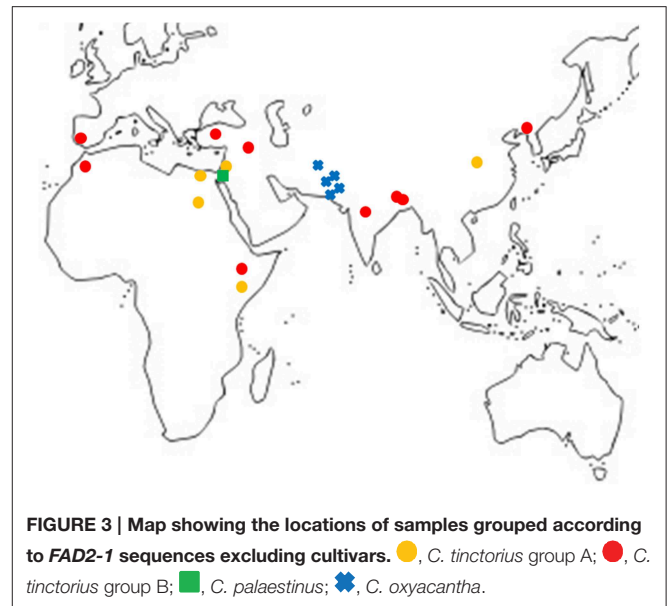 FIGURE 3 | Map showing the locations of samples grouped according
to FAD2-1 sequences excluding cultivars. , C. tinctorius group A; , C.
tinctorius group B; , C. palaestinus; , C. oxyacantha.